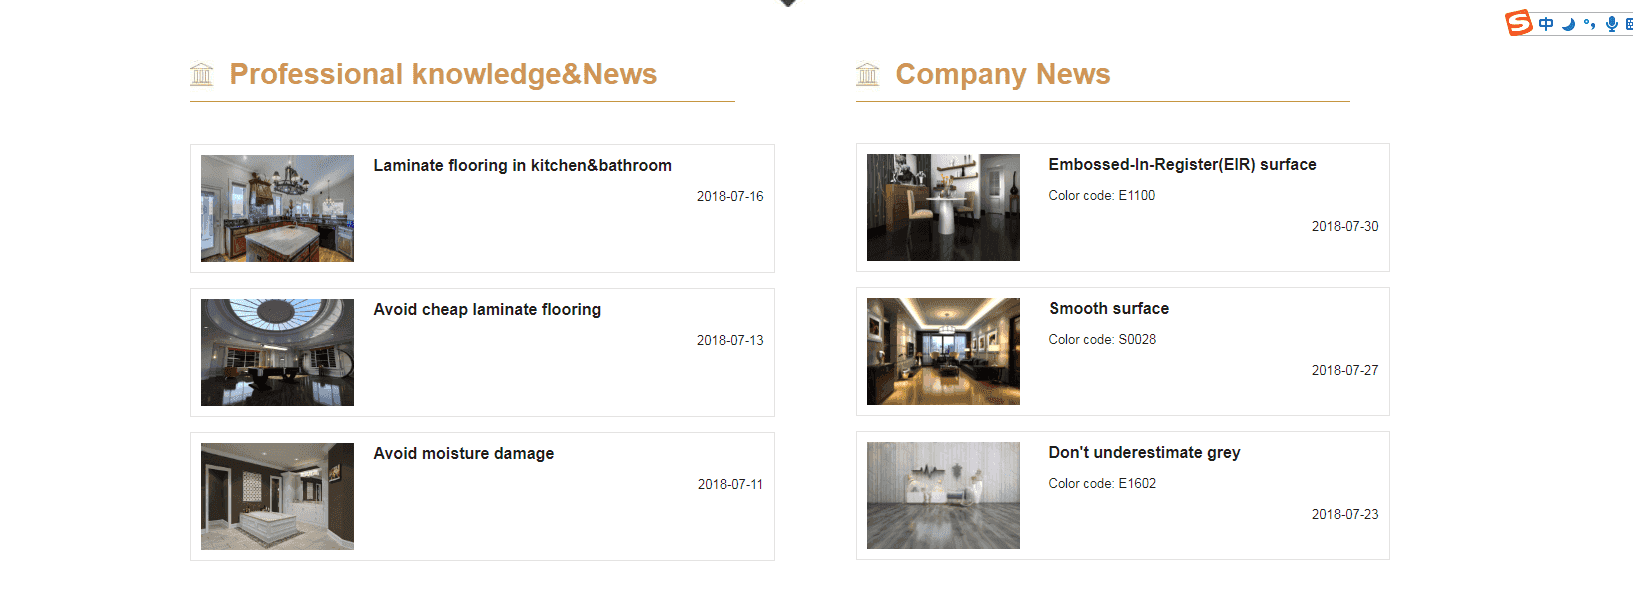 中
Professional knowledge&News
Laminate flooring in kitchen&bathroom
2018-07-16
Avoid cheap laminate flooring
2018-07-13
Avoid moisture damage
2018-07-11
Company News
Embossed-In-Register(EIR) surface
Color code: E1100
2018-07-30
Smooth surface
Color code: S0028
2018-07-27
Don't underestimate grey
Color code: E1602
2018-07-23